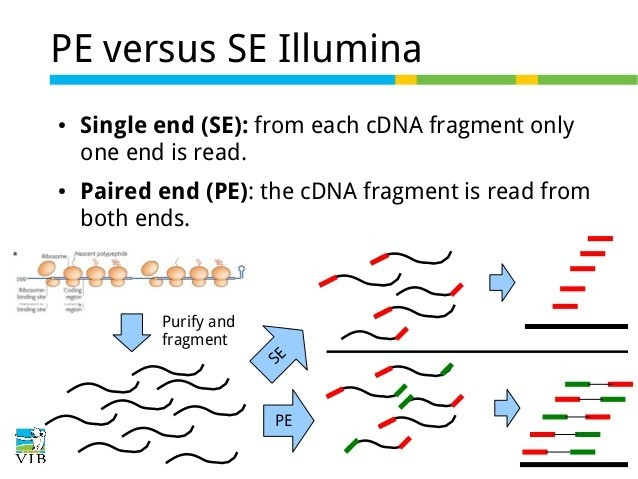 PE versus SE Illumina
• Single end (SE): from each cDNA fragment only
one end is read.
• Paired end (PE): the cDNA fragment is read from
both ends.
a
Ribosome
Nascent polypeptide
PPP
Ribosome-
binding site
Coding
region
binding site
region
Purify and
fragment
SE
PE
VIB